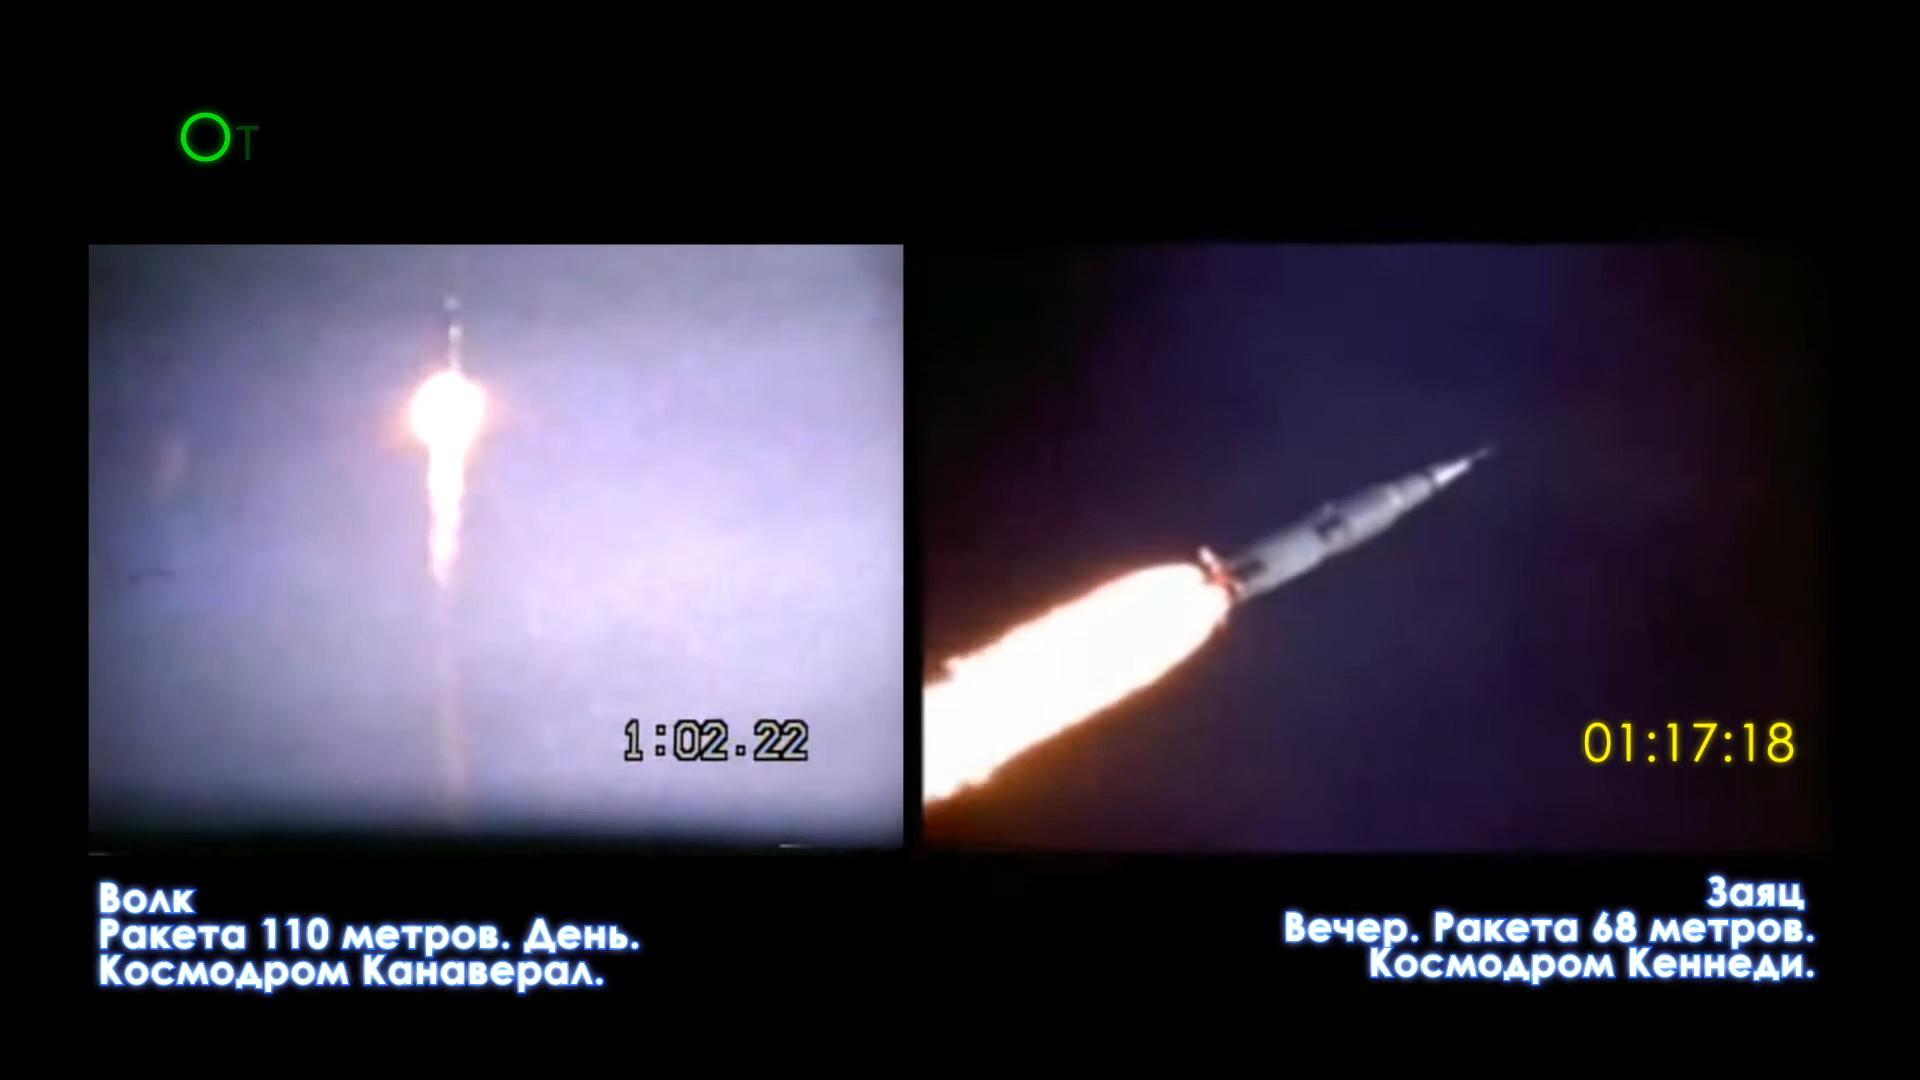 От
1:02.22
01:17:18
Волк
Ракета 110 метров. День.
Космодром Канаверал.
Заяц
Вечер. Ракета 68 метров.
Космодром Кеннеди.